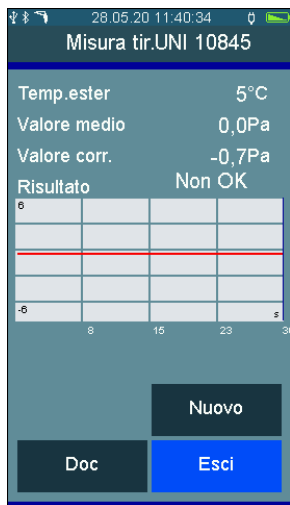 28.05.20 11:40:34
Misura tir.UNI 10845
Temp.ester 5°C
Valore medio 0,0Pa
Valore corr. -0,7Pa
Risultato Non OK
6
-6 s
8 15 23 30
Nuovo
Doc Esci